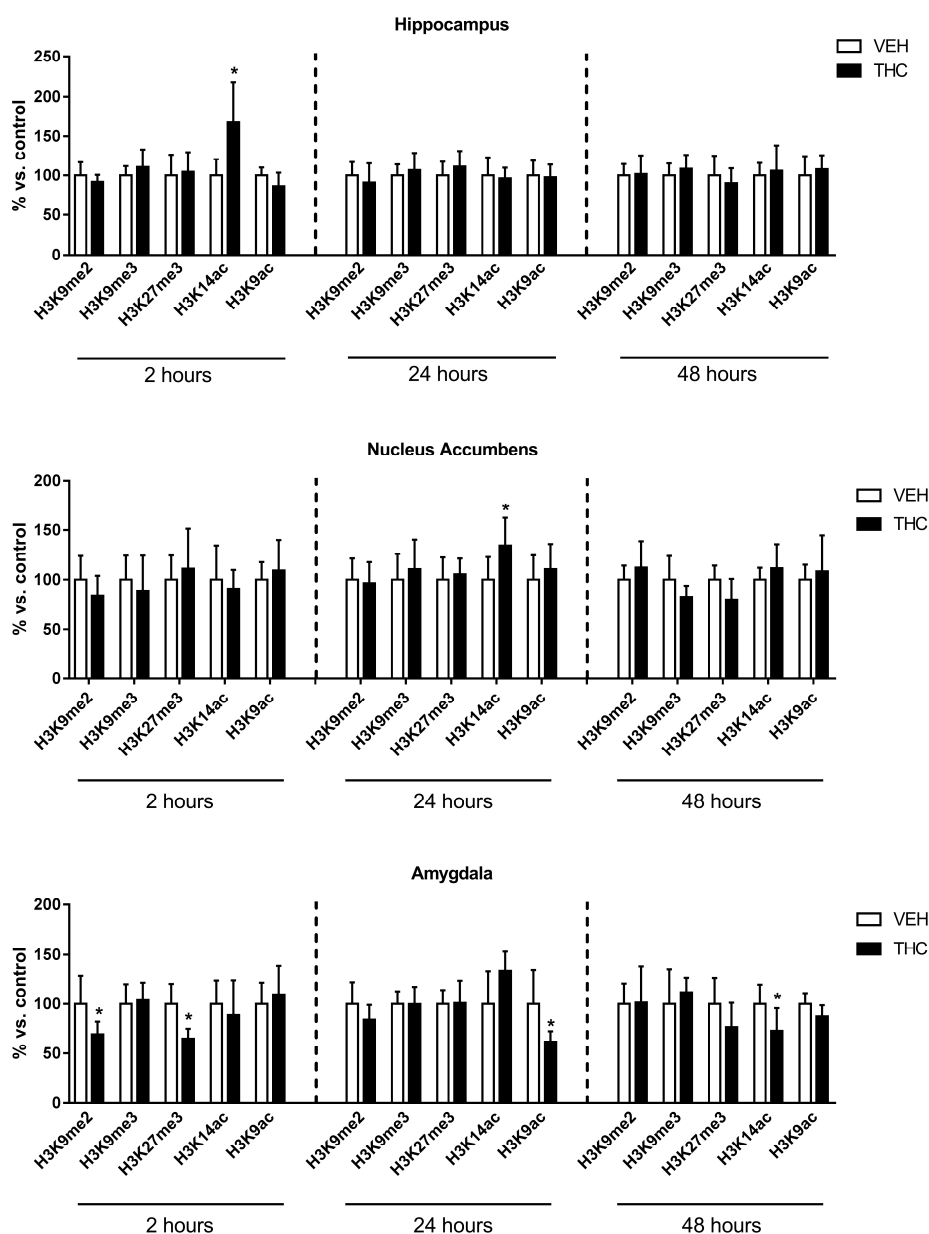 Hippocampus
VEH
THC
% vs. control
250
200
150
100
50
0
*
H3K9me2 H3K9me3 H3K27me3 H3K14ac H3K9ac H3K9me2 H3K9me3 H3K27me3 H3K14ac H3K9ac H3K9me2 H3K9me3 H3K27me3 H3K14ac H3K9ac
2 hours 24 hours 48 hours
Nucleus Accumbens
VEH
THC
% vs. control
200
150
100
50
0
*
H3K9me2 H3K9me3 H3K27me3 H3K14ac H3K9ac H3K9me2 H3K9me3 H3K27me3 H3K14ac H3K9ac H3K9me2 H3K9me3 H3K27me3 H3K14ac H3K9ac
2 hours 24 hours 48 hours
Amygdala
VEH
THC
% vs. control
200
150
100
50
0
* * * *
H3K9me2 H3K9me3 H3K27me3 H3K14ac H3K9ac H3K9me2 H3K9me3 H3K27me3 H3K14ac H3K9ac H3K9me2 H3K9me3 H3K27me3 H3K14ac H3K9ac
2 hours 24 hours 48 hours